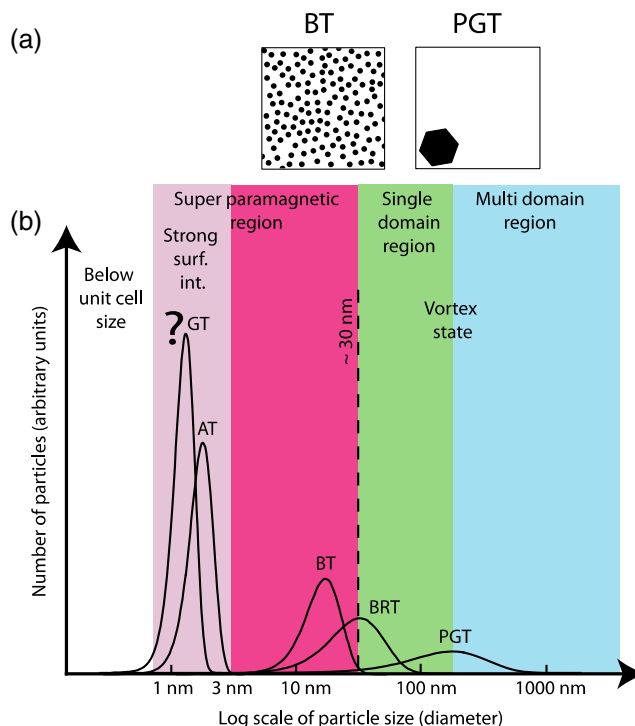 (a)
BT
PGT
(b)
Super paramagnetic
region
Single
domain
region
Multi domain
region
Strong
surf.
int.
Below
unit cell
size
?
GT
AT
~ 30 nm
Vortex
state
BT
BRT
PGT
Number of particles (arbitrary units)
1 nm
3 nm
10 nm
100 nm
1000 nm
Log scale of particle size (diameter)